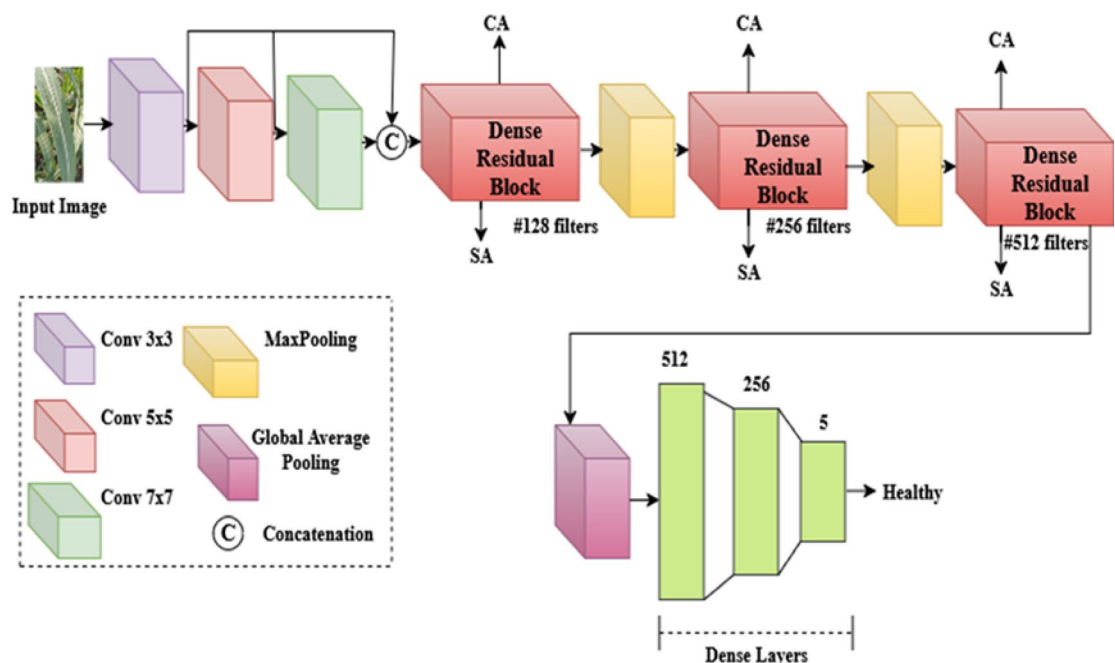 CA
CA
CA
Input Image
C
Dense
Residual
Block
#128 filters
SA
Dense
Residual
Block
#256 filters
SA
Dense
Residual
Block
#512 filters
SA
Conv 3x3
MaxPooling
Conv 5x5
Global Average
Pooling
Conv 7x7
C
Concatenation
512
256
5
Healthy
Dense Layers